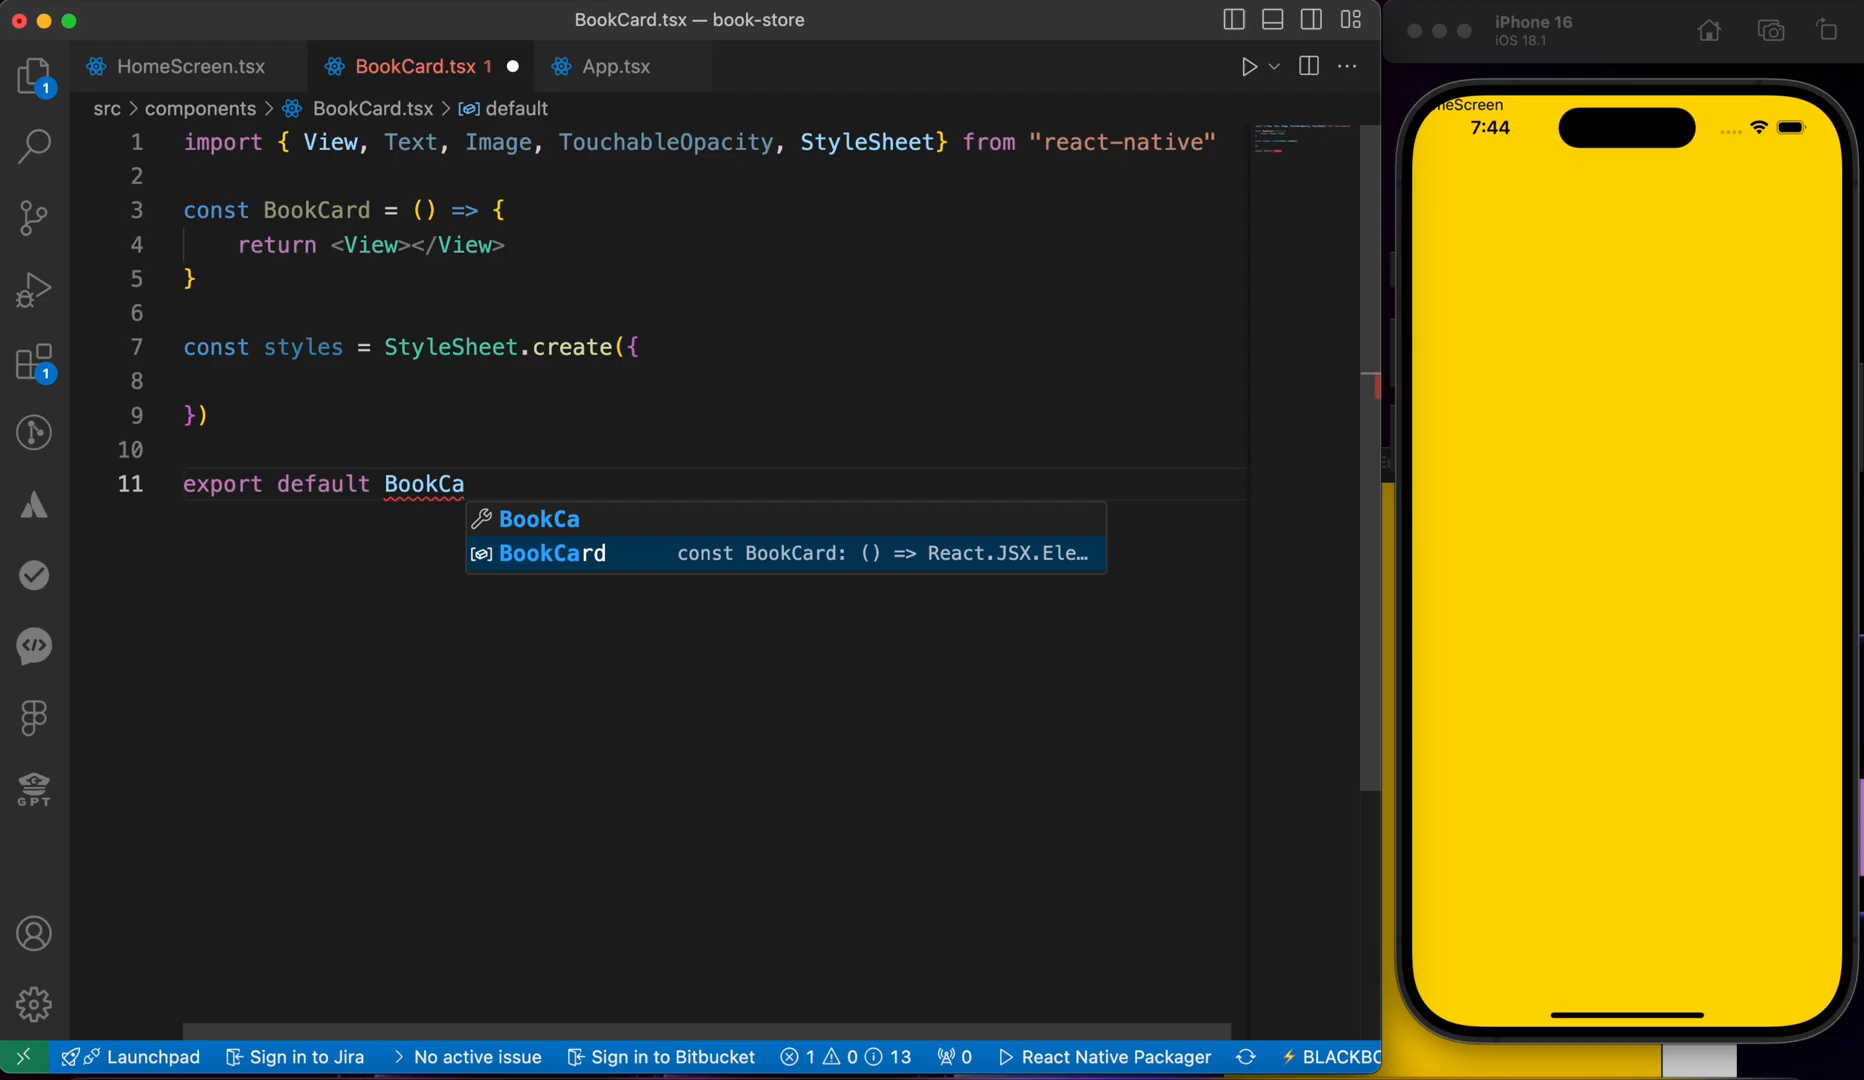 BookCard.tsx — book-store
iPhone 16
iOS 18.1
HomeScreen.tsx
BookCard.tsx 1
App.tsx
src > components > BookCard.tsx > default
1 import { View, Text, Image, TouchableOpacity, StyleSheet} from "react-native"
2
3 const BookCard = () => {
4 return <View></View>
5 }
6
7 const styles = StyleSheet.create({
8
9 })
10
11 export default BookCa
BookCa
BookCard const BookCard: () => React.JSX.Ele…
1
1
GPT
meScreen
7:44
Launchpad Sign in to Jira > No active issue Sign in to Bitbucket 1 0 13 0 React Native Packager BLACKBO